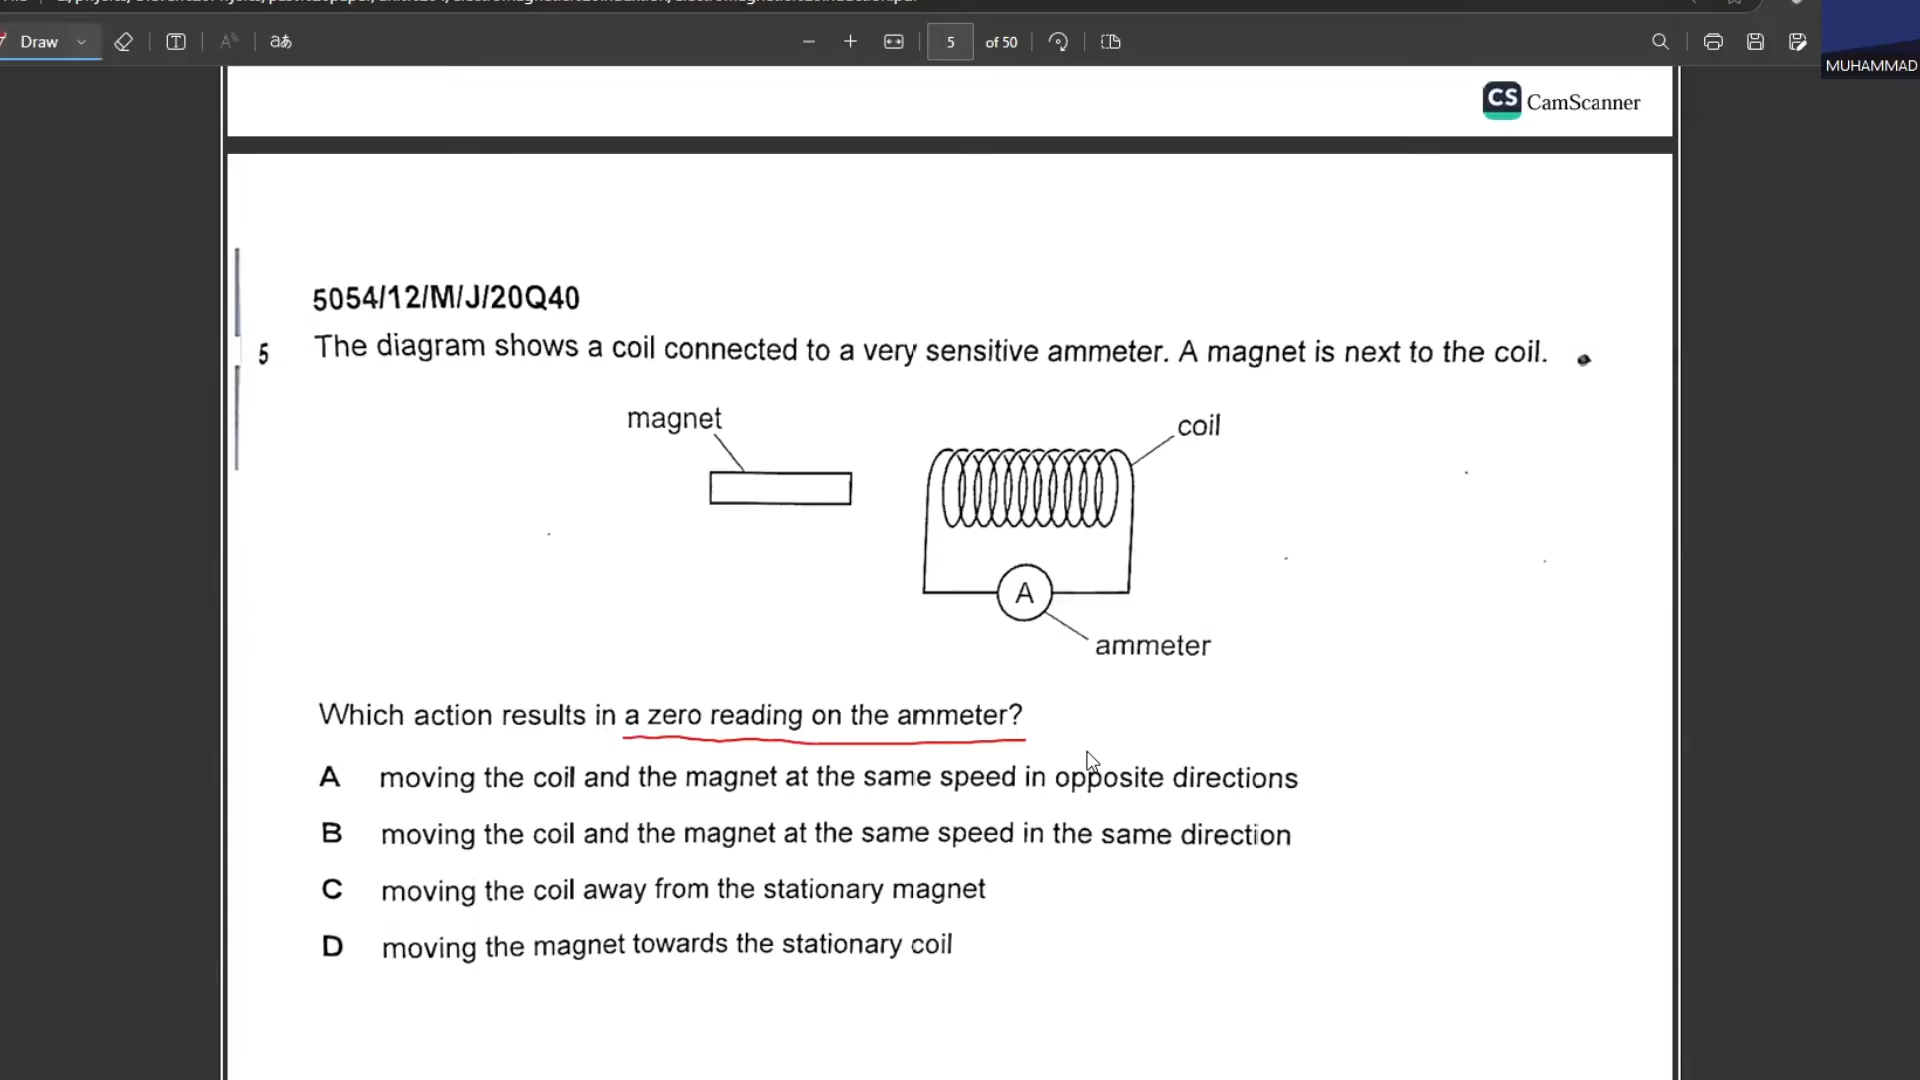 Draw
aあ
5
of 50
MUHAMMAD
CS CamScanner
5054/12/M/J/20Q40
5 The diagram shows a coil connected to a very sensitive ammeter. A magnet is next to the coil.
magnet
coil
A
ammeter
Which action results in a zero reading on the ammeter?
A moving the coil and the magnet at the same speed in opposite directions
B moving the coil and the magnet at the same speed in the same direction
C moving the coil away from the stationary magnet
D moving the magnet towards the stationary coil